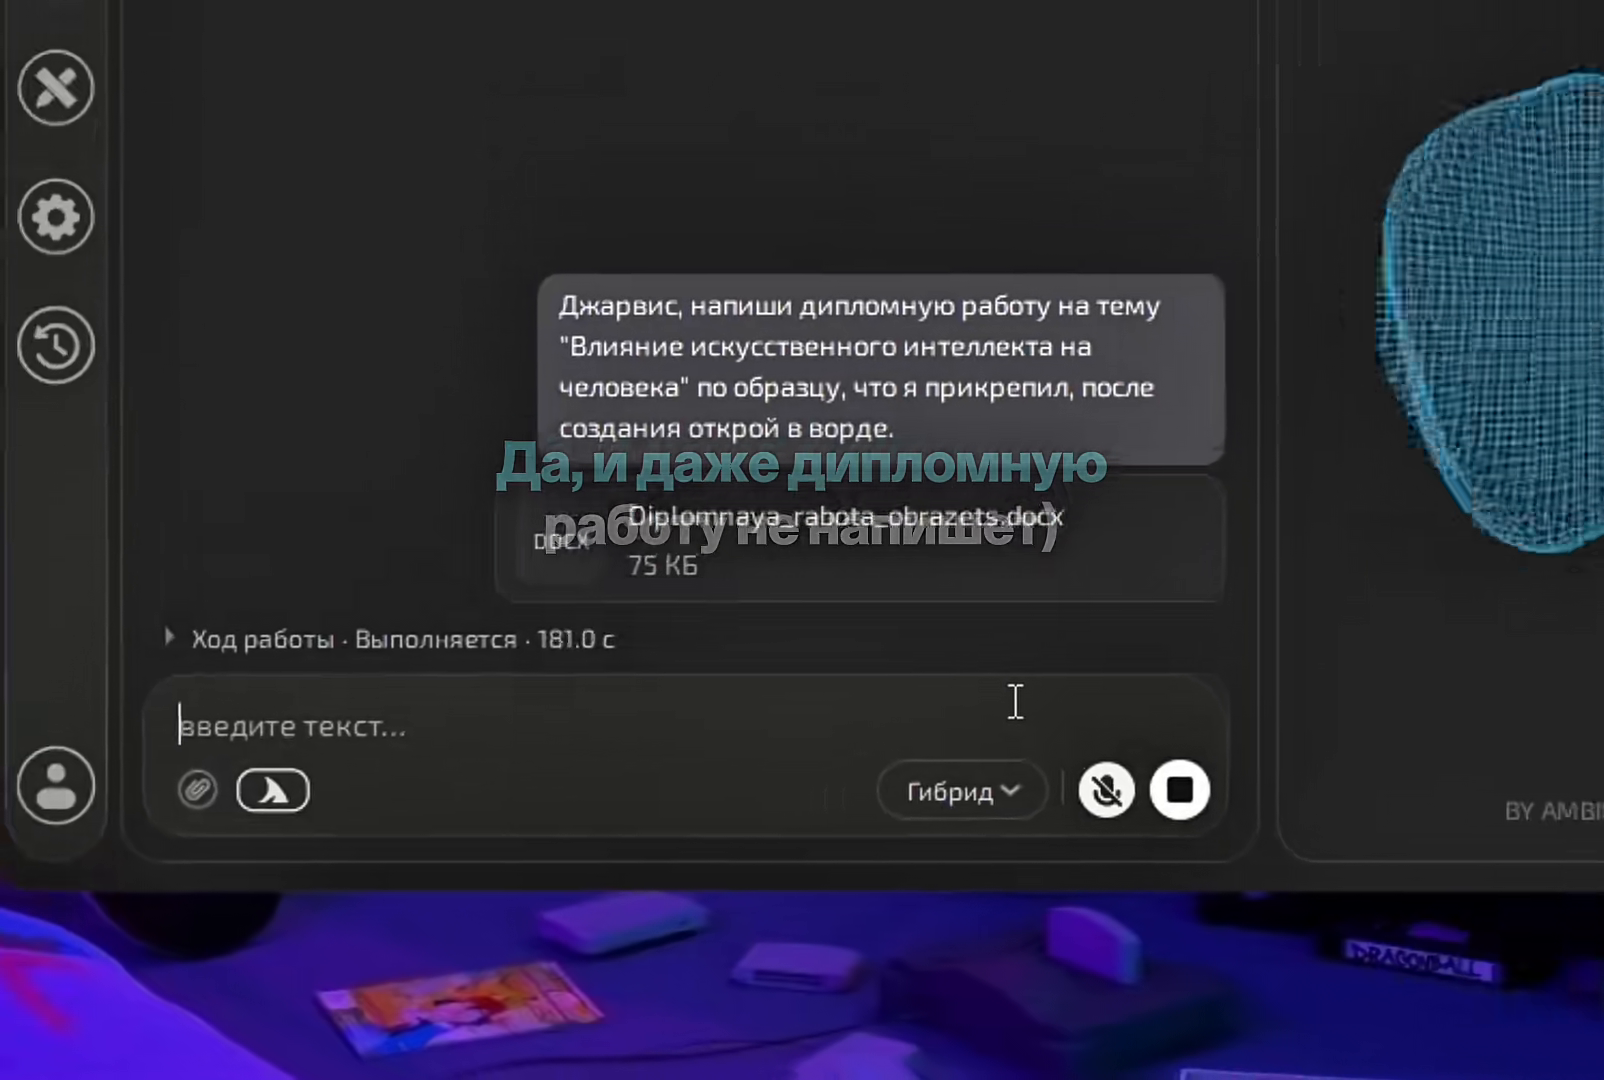 Джарвис, напиши дипломную работу на тему
"Влияние искусственного интеллекта на
человека" по образцу, что я прикрепил, после
создания открой в ворде.
Да, и даже дипломную
работу не напишет)
Diplomnaya_rabota_obrazets.docx
DOCX
75 КБ
Ход работы · Выполняется · 181.0 с
введите текст...
Гибрид
BY AMBI
DRAGONBALL